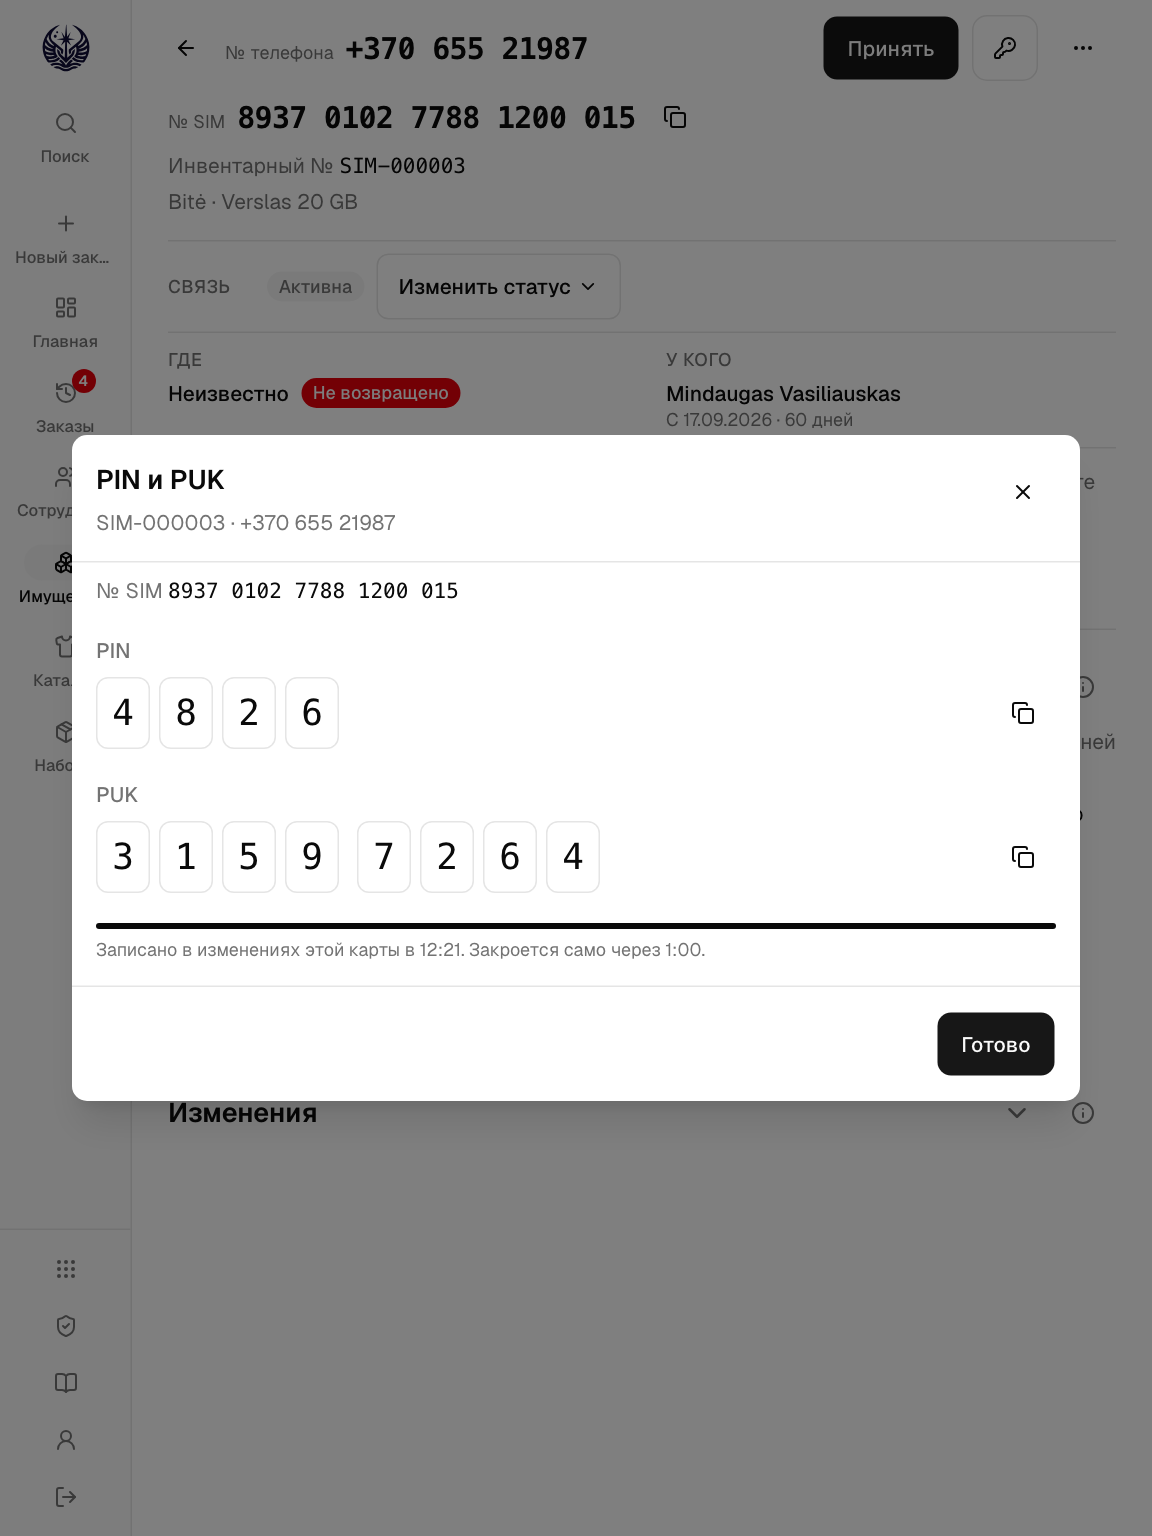 № телефона +370 655 21987
Принять
№ SIM 8937 0102 7788 1200 015
Инвентарный № SIM-000003
Bitė · Verslas 20 GB
СВЯЗЬ Активна Изменить статус
ГДЕ
Неизвестно Не возвращено
У КОГО
Mindaugas Vasiliauskas
С 17.09.2026 · 60 дней
Поиск
Новый зак...
Главная
4
Заказы
PIN и PUK
SIM-000003 · +370 655 21987
№ SIM 8937 0102 7788 1200 015
PIN
4 8 2 6
PUK
3 1 5 9 7 2 6 4
Записано в изменениях этой карты в 12:21. Закроется само через 1:00.
Готово
Изменения